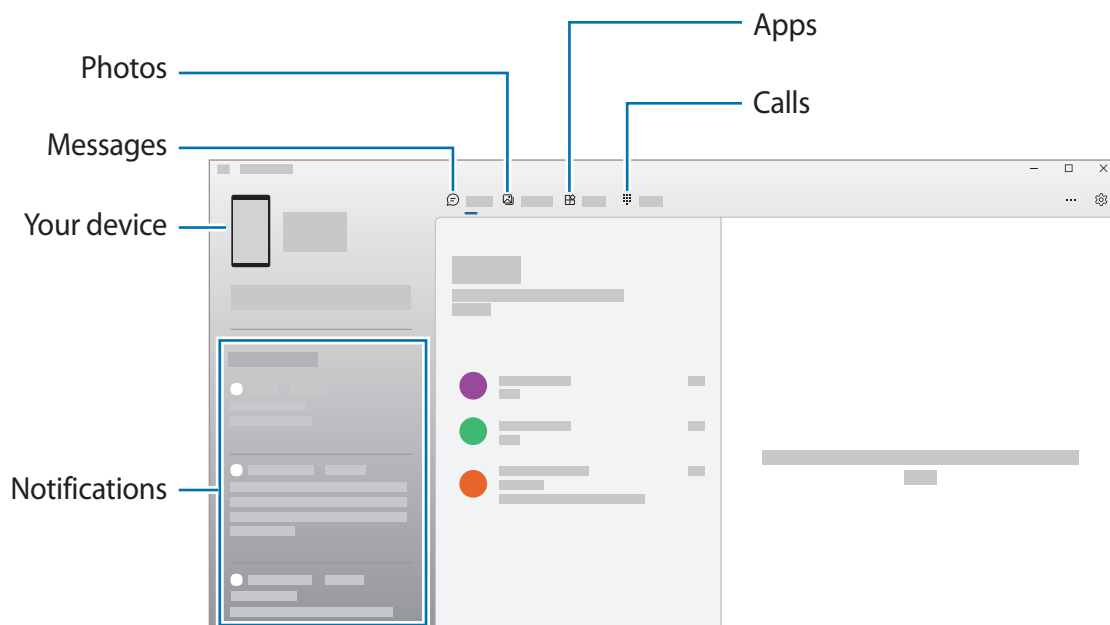 Apps
Photos
Calls
Messages
Your device
Notifications